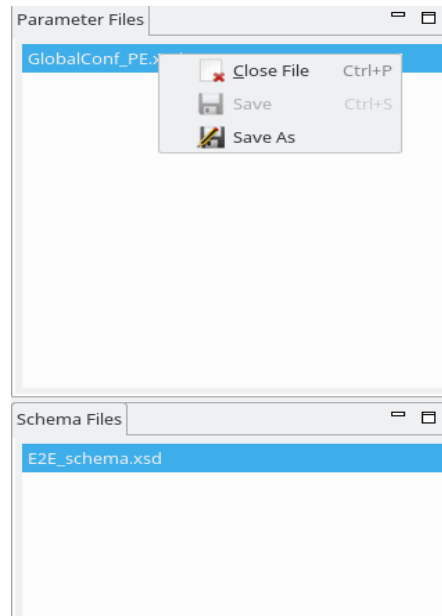 Parameter Files
GlobalConf_PE.x
Close File Ctrl+P
Save Ctrl+S
Save As
Schema Files
E2E_schema.xsd